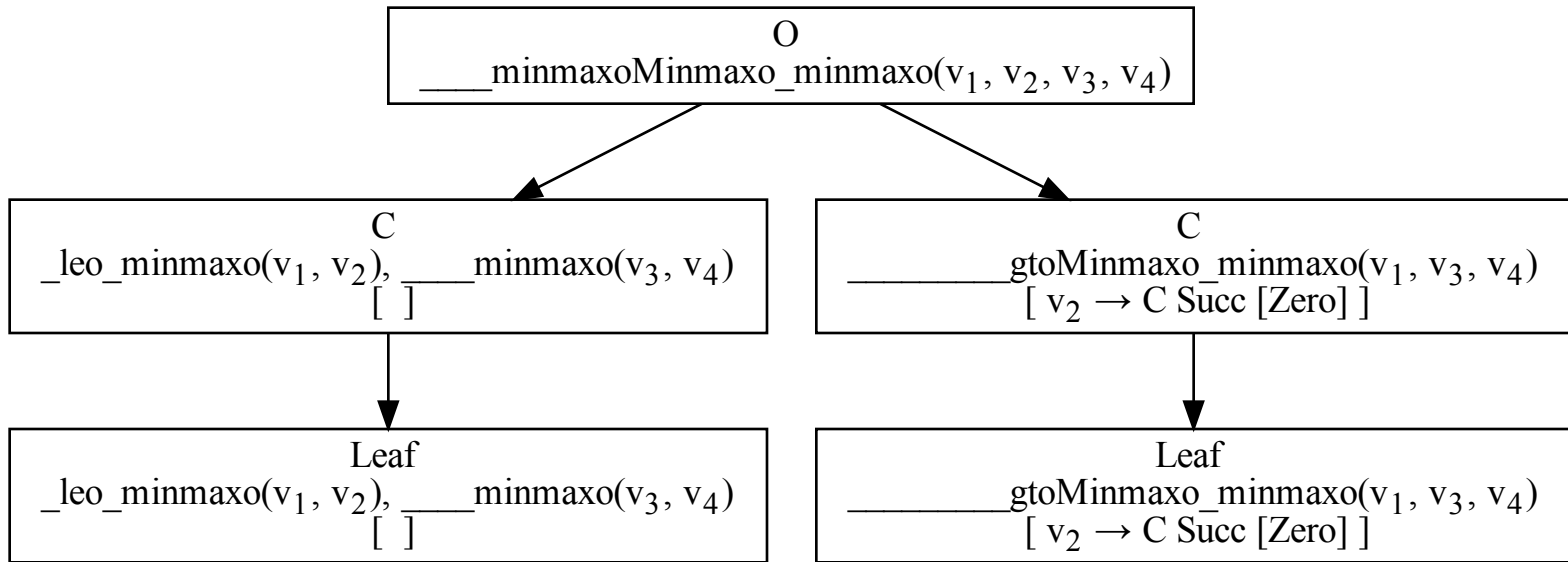 O
____minmaxoMinmaxo_minmaxo(v₁, v₂, v₃, v₄)
C
_leo_minmaxo(v₁, v₂), ____minmaxo(v₃, v₄)
[  ]
C
_________gtoMinmaxo_minmaxo(v₁, v₃, v₄)
[ v₂ → C Succ [Zero] ]
Leaf
_leo_minmaxo(v₁, v₂), ____minmaxo(v₃, v₄)
[  ]
Leaf
_________gtoMinmaxo_minmaxo(v₁, v₃, v₄)
[ v₂ → C Succ [Zero] ]